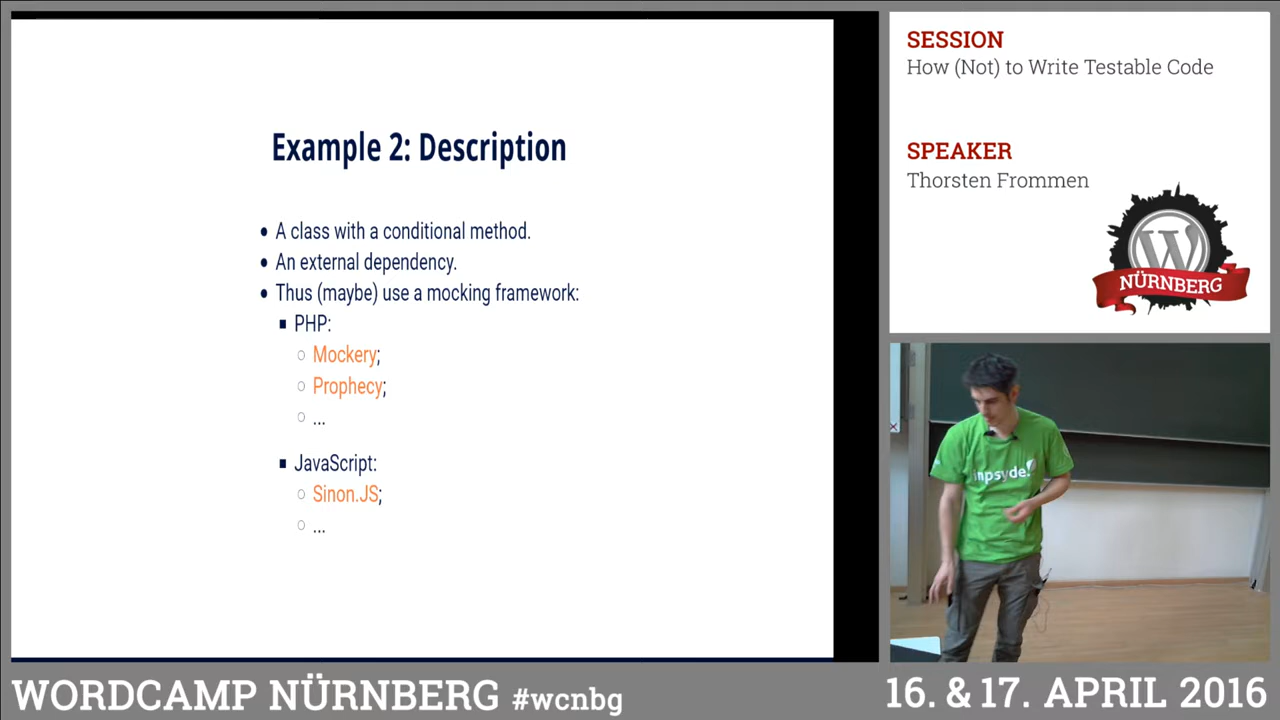 Example 2: Description
• A class with a conditional method.
• An external dependency.
• Thus (maybe) use a mocking framework:
▪ PHP:
○ Mockery;
○ Prophecy;
○ ...
▪ JavaScript:
○ Sinon.JS;
○ ...
SESSION
How (Not) to Write Testable Code
SPEAKER
Thorsten Frommen
W
NÜRNBERG
inpsyde
WORDCAMP NÜRNBERG #wcnbg
16. & 17. APRIL 2016